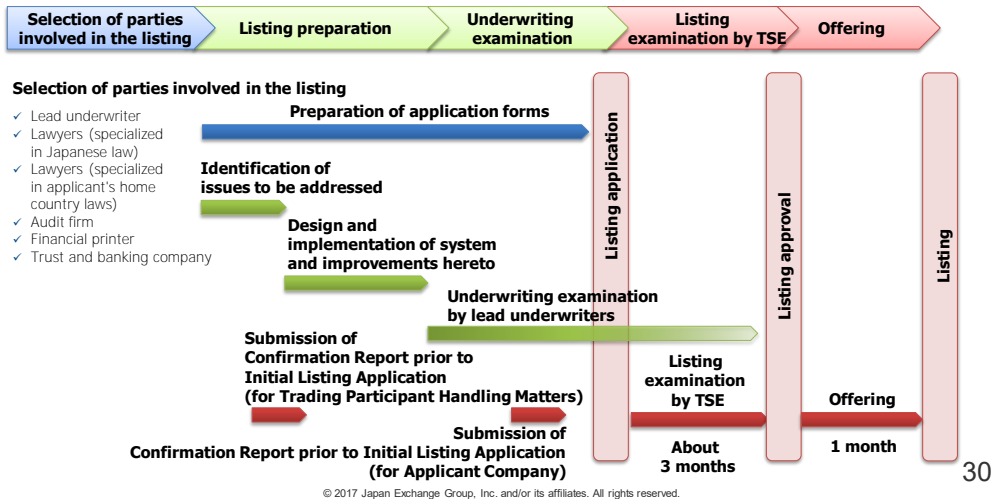 Selection of parties
involved in the listing
Listing preparation
Underwriting
examination
Listing
examination by TSE
Offering
Selection of parties involved in the listing
✓ Lead underwriter
✓ Lawyers (specialized
in Japanese law)
✓ Lawyers (specialized
in applicant's home
country laws)
✓ Audit firm
✓ Financial printer
✓ Trust and banking company
Preparation of application forms
Identification of
issues to be addressed
Design and
implementation of system
and improvements hereto
Underwriting examination
by lead underwriters
Submission of
Confirmation Report prior to
Initial Listing Application
(for Trading Participant Handling Matters)
Submission of
Confirmation Report prior to Initial Listing Application
(for Applicant Company)
Listing application
Listing
examination
by TSE
About
3 months
Listing approval
Offering
1 month
Listing
30
© 2017 Japan Exchange Group, Inc. and/or its affiliates. All rights reserved.